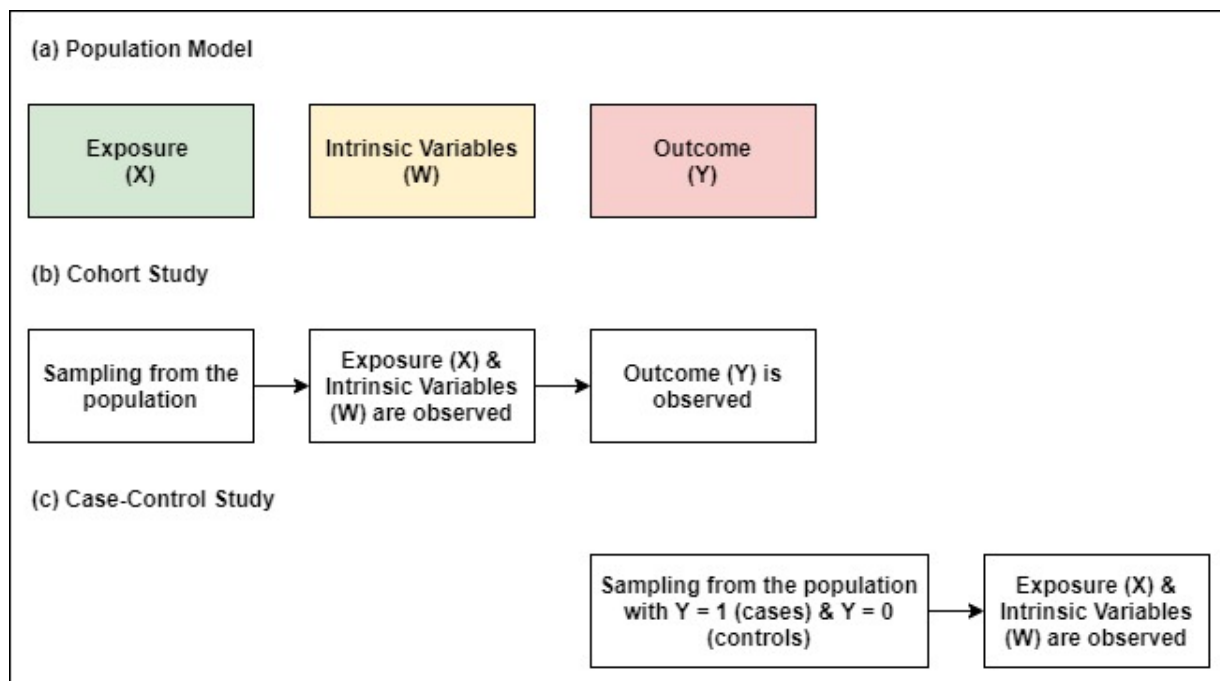 (a) Population Model
Exposure
(X)
Intrinsic Variables
(W)
Outcome
(Y)
(b) Cohort Study
Sampling from the
population
Exposure (X) &
Intrinsic Variables
(W) are observed
Outcome (Y) is
observed
(c) Case-Control Study
Sampling from the population
with Y = 1 (cases) & Y = 0
(controls)
Exposure (X) &
Intrinsic Variables
(W) are observed